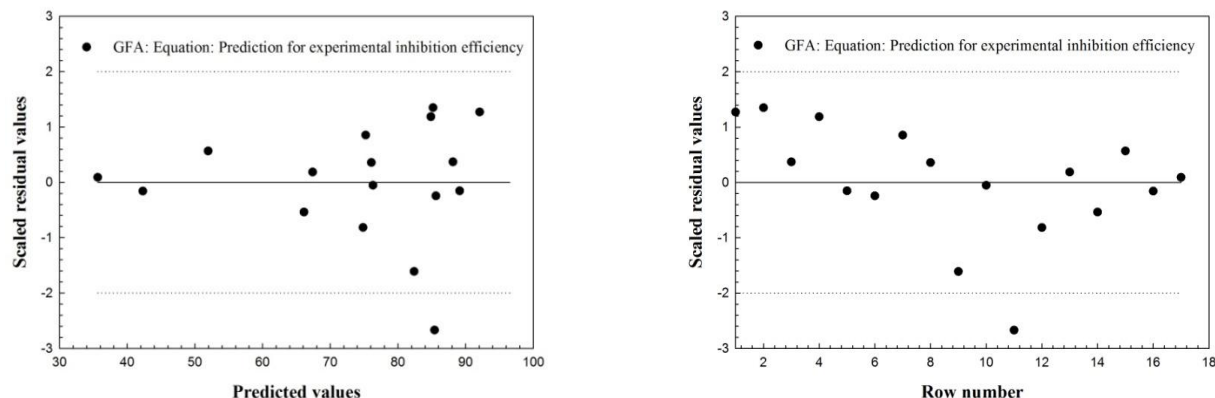 3
2
1
0
-1
-2
-3
Scaled residual values
GFA: Equation: Prediction for experimental inhibition efficiency
30 40 50 60 70 80 90 100
Predicted values
3
2
1
0
-1
-2
-3
Scaled residual values
GFA: Equation: Prediction for experimental inhibition efficiency
2 4 6 8 10 12 14 16 18
Row number